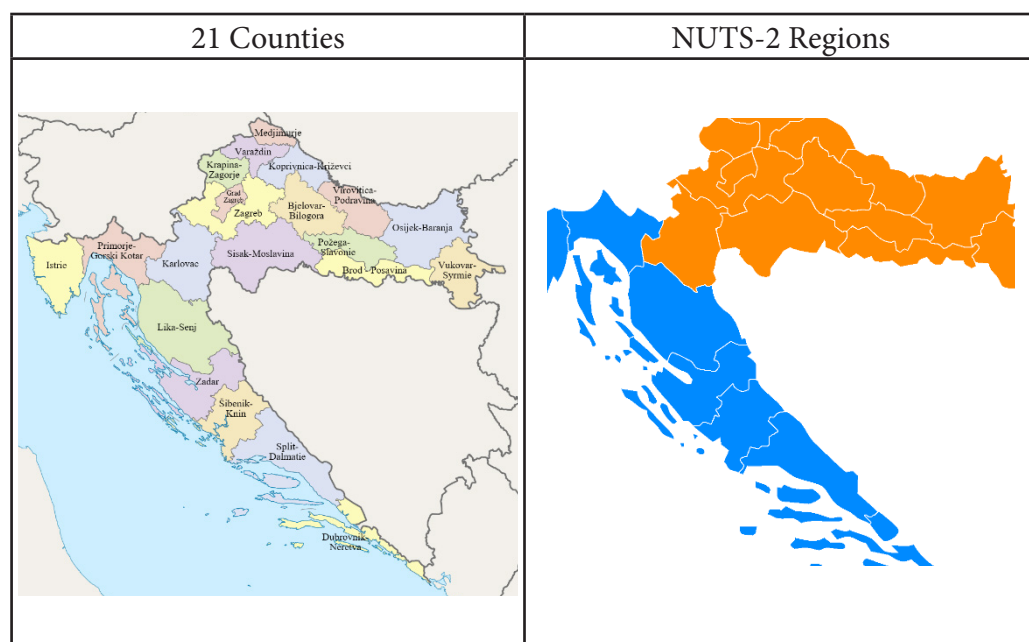 21 Counties
NUTS-2 Regions
Medjimurje
Varaždin
Krapina-
Zagorje
Koprivnica-Križevci
Grad
Zagreb
Zagreb
Bjelovar-
Bilogora
Virovitica-
Podravina
Osijek-Baranja
Istrie
Primorje-
Gorski Kotar
Karlovac
Sisak-Moslavina
Požega-
Slavonie
Brod - Posavina
Vukovar-
Syrmie
Lika-Senj
Zadar
Šibenik-
Knin
Split-
Dalmatie
Dubrovnik-
Neretva